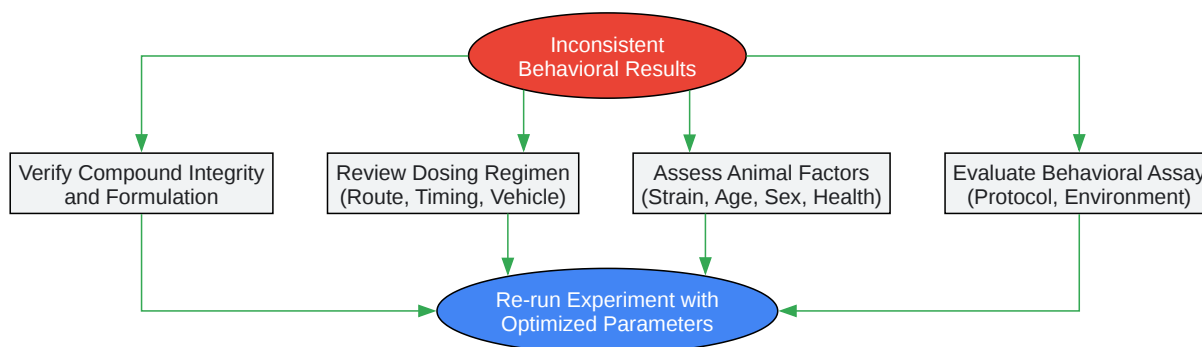 Inconsistent
Behavioral Results
Verify Compound Integrity
and Formulation
Review Dosing Regimen
(Route, Timing, Vehicle)
Assess Animal Factors
(Strain, Age, Sex, Health)
Evaluate Behavioral Assay
(Protocol, Environment)
Re-run Experiment with
Optimized Parameters